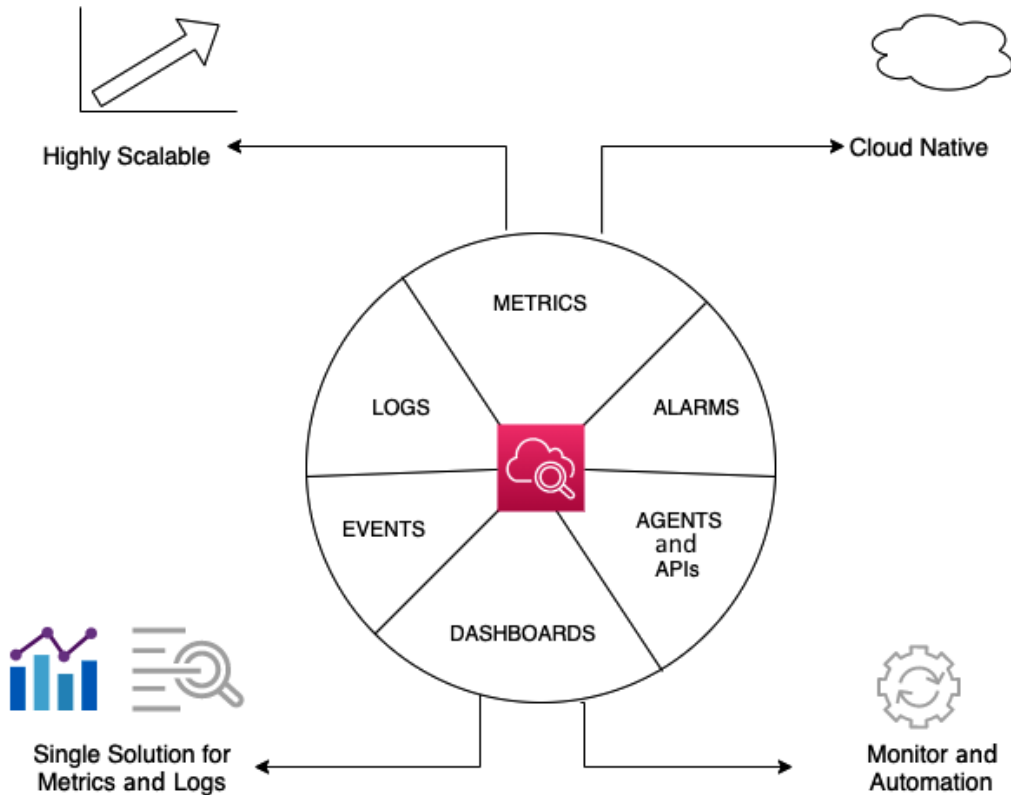 Highly Scalable
Cloud Native
METRICS
LOGS
ALARMS
EVENTS
AGENTS
and
APIs
DASHBOARDS
Single Solution for
Metrics and Logs
Monitor and
Automation